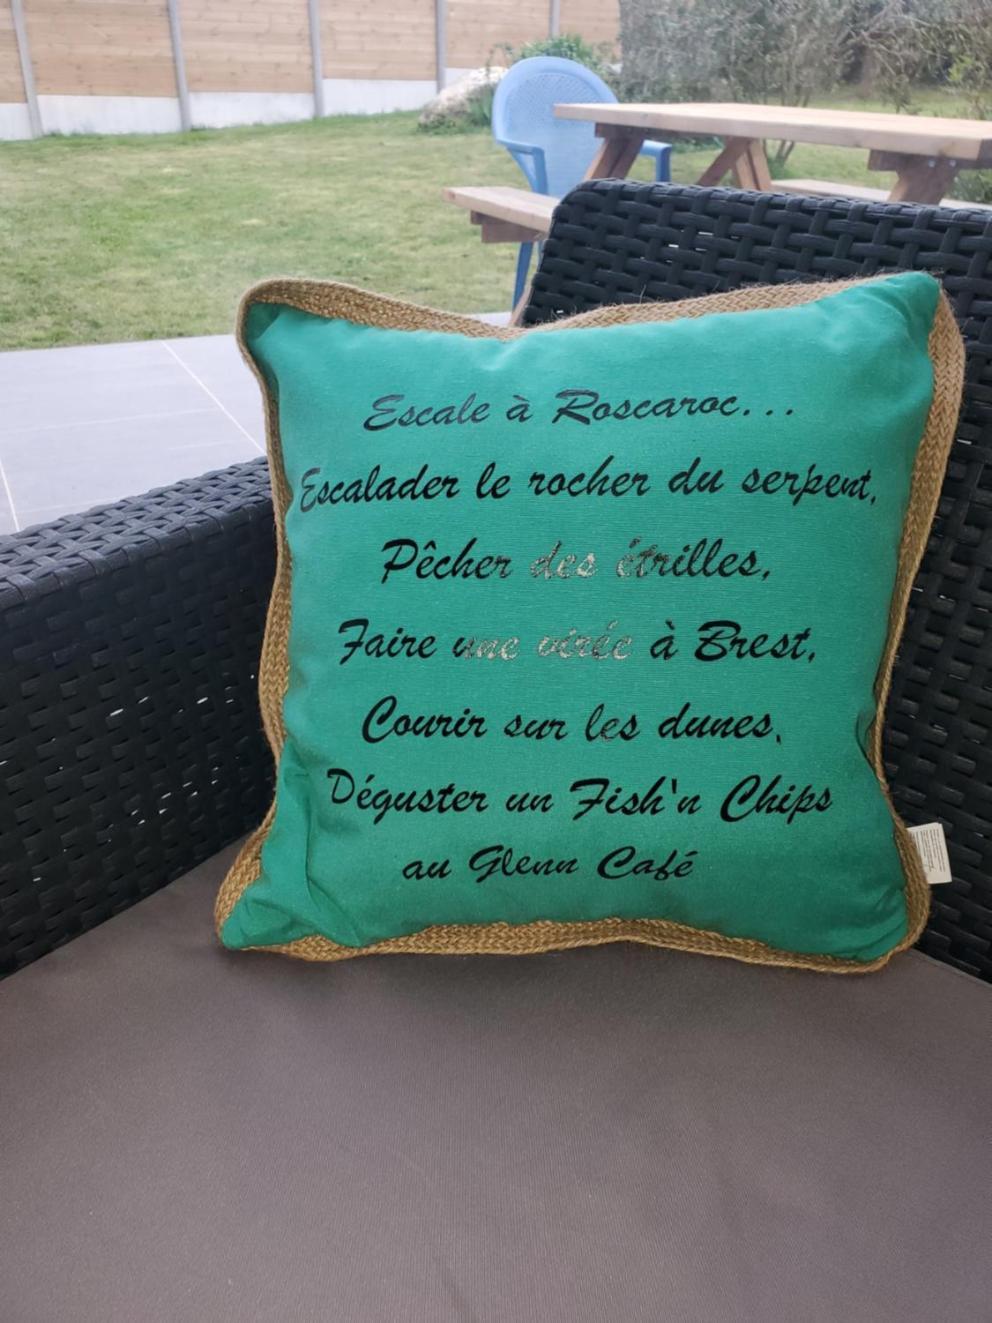 Escale à Roscaroc...
Escalader le rocher du serpent,
Pêcher des étrilles,
Faire une virée à Brest,
Courir sur les dunes,
Déguster un Fish'n Chips
au Glenn Café